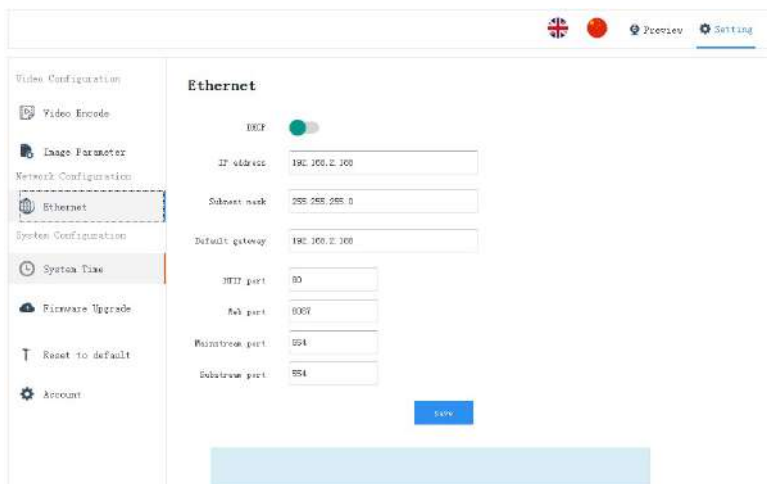 Preview
Setting
Video Configuration
Video Encode
Image Parameter
Network Configuration
Ethernet
System Configuration
System Time
Firmware Upgrade
Reset to default
Account
Ethernet
DHCP
IP address 192.168.2.168
Subnet mask 255.255.255.0
Default gateway 192.168.2.168
HTTP port 80
Web port
Mainstream port 554
Substream port 554
Save